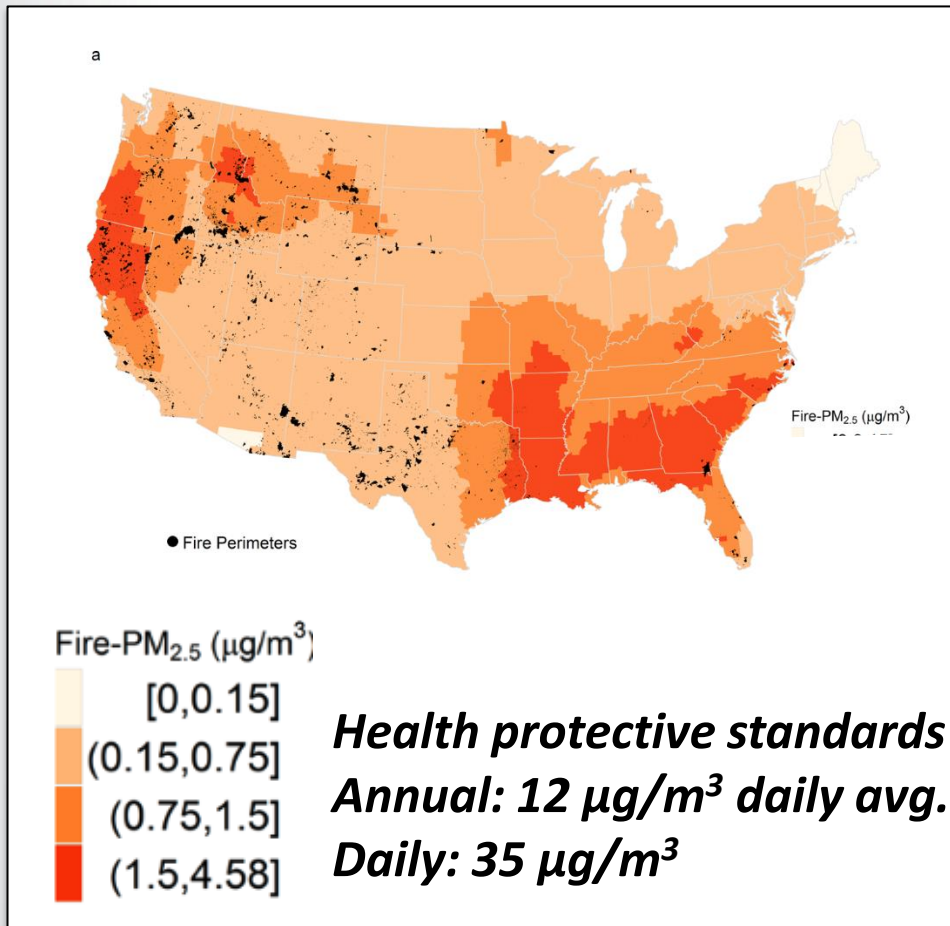 a
Fire-PM2.5 (μg/m³)
● Fire Perimeters
Fire-PM2.5 (μg/m³)
[0,0.15]
(0.15,0.75]
(0.75,1.5]
(1.5,4.58]
Health protective standards
Annual: 12 μg/m³ daily avg.
Daily: 35 μg/m³